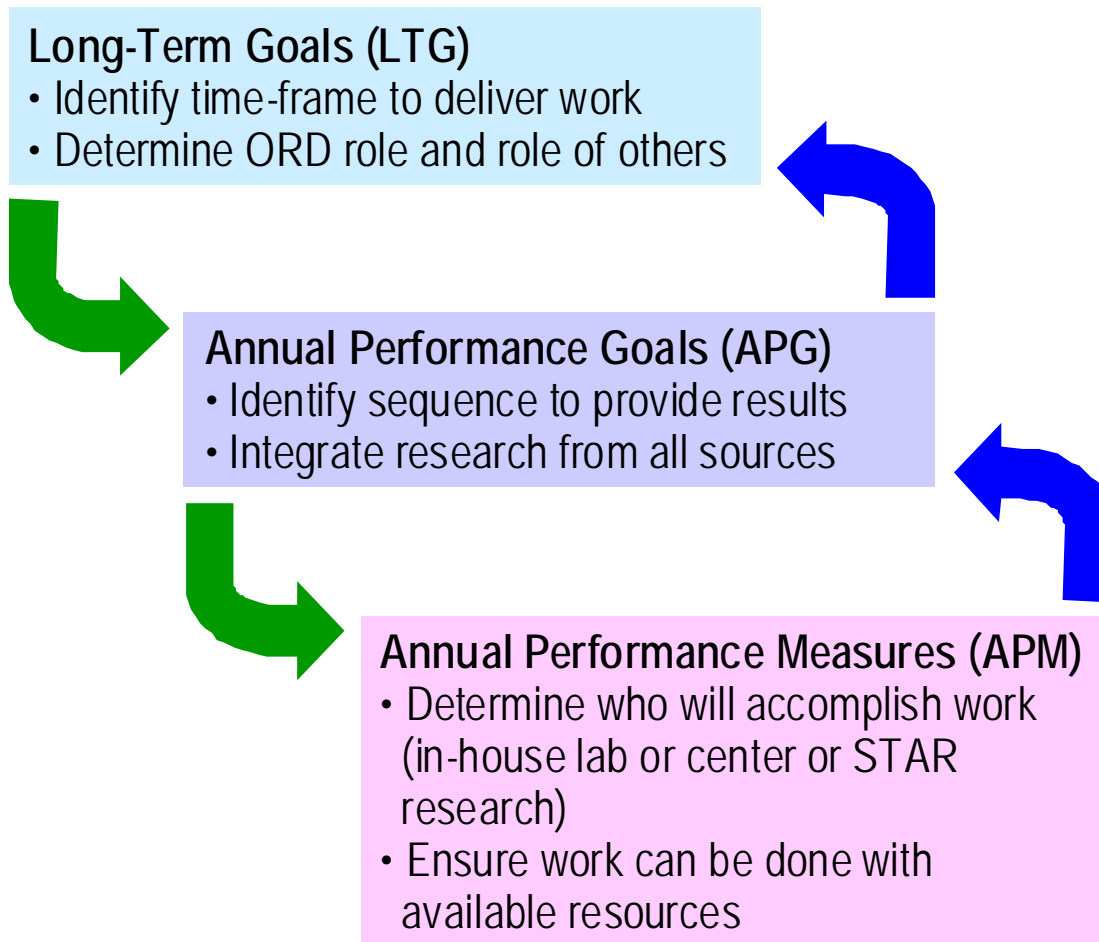 Long-Term Goals (LTG)
• Identify time-frame to deliver work
• Determine ORD role and role of others
Annual Performance Goals (APG)
• Identify sequence to provide results
• Integrate research from all sources
Annual Performance Measures (APM)
• Determine who will accomplish work
(in-house lab or center or STAR
research)
• Ensure work can be done with
available resources